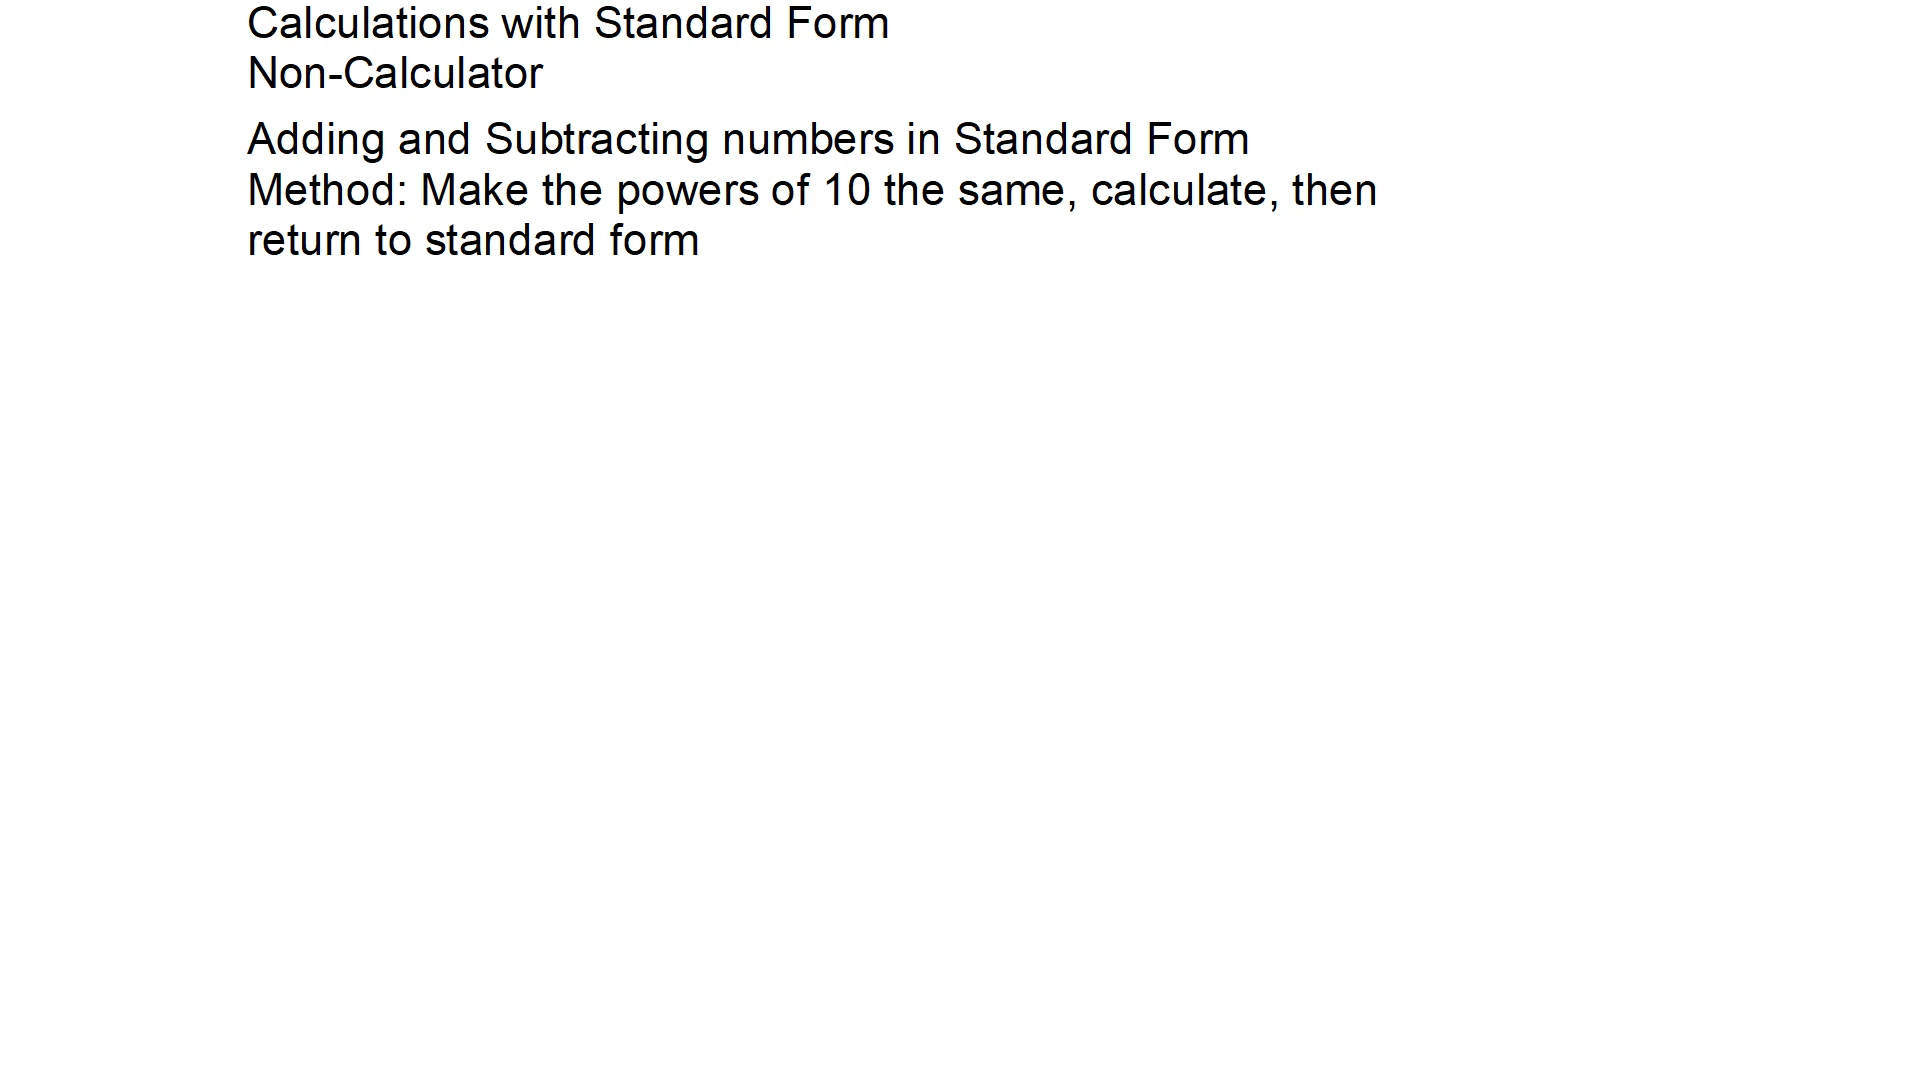 Calculations with Standard Form
Non-Calculator
Adding and Subtracting numbers in Standard Form
Method: Make the powers of 10 the same, calculate, then
return to standard form